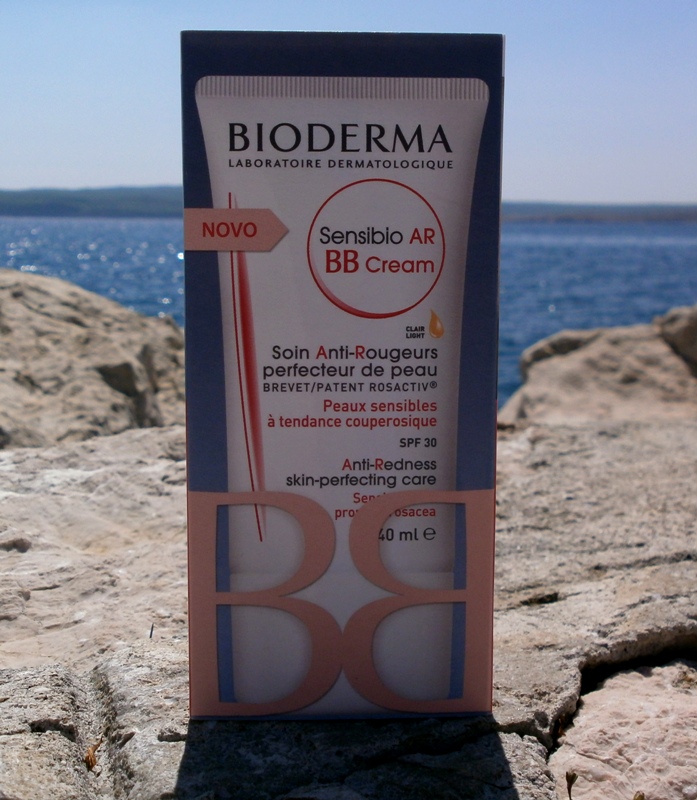 BIODERMA
LABORATOIRE DERMATOLOGIQUE
NOVO
Sensibio AR
BB Cream
CLAIR
LIGHT
Soin Anti-Rougeurs
perfecteur de peau
BREVET/PATENT ROSACTIV®
Peaux sensibles
à tendance couperosique
SPF 30
Anti-Redness
skin-perfecting care
40 ml e
BB